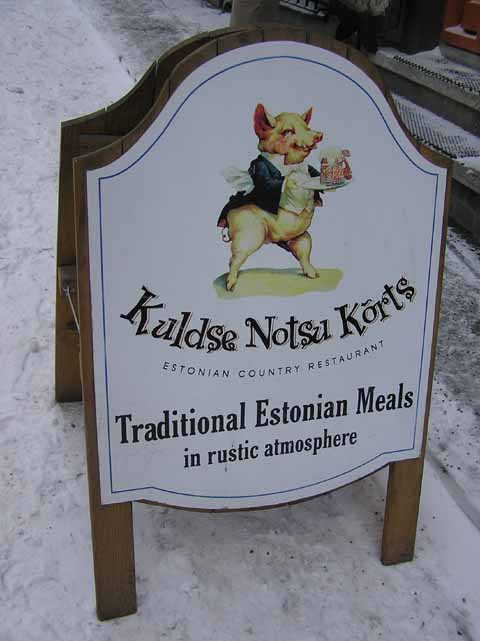 Kuldse Notsu Kõrts
ESTONIAN COUNTRY RESTAURANT
Traditional Estonian Meals
in rustic atmosphere